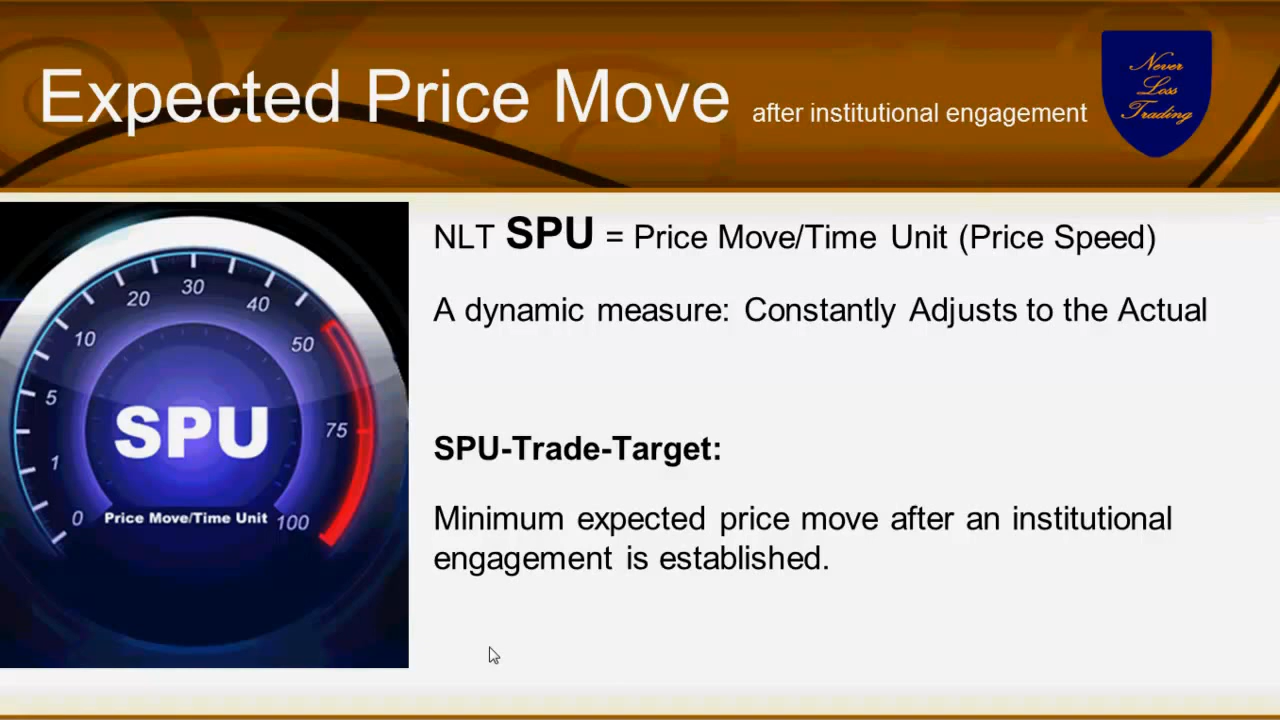 Expected Price Move after institutional engagement
Never
Loss
Trading
NLT SPU = Price Move/Time Unit (Price Speed)
A dynamic measure: Constantly Adjusts to the Actual
SPU-Trade-Target:
Minimum expected price move after an institutional
engagement is established.
30
20
40
10
50
5
SPU
75
1
0
Price Move/Time Unit
100